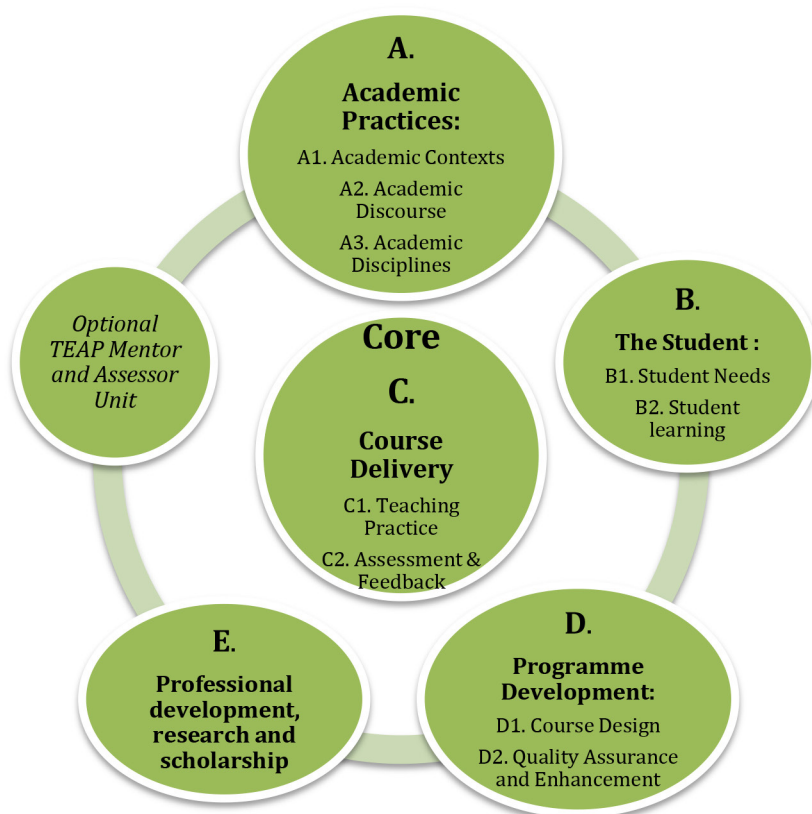 A.
Academic
Practices:
A1. Academic Contexts
A2. Academic
Discourse
A3. Academic
Disciplines
B.
The Student :
B1. Student Needs
B2. Student
learning
Core
C.
Course
Delivery
C1. Teaching
Practice
C2. Assessment &
Feedback
D.
Programme
Development:
D1. Course Design
D2. Quality Assurance
and Enhancement
E.
Professional
development,
research and
scholarship
Optional
TEAP Mentor
and Assessor
Unit